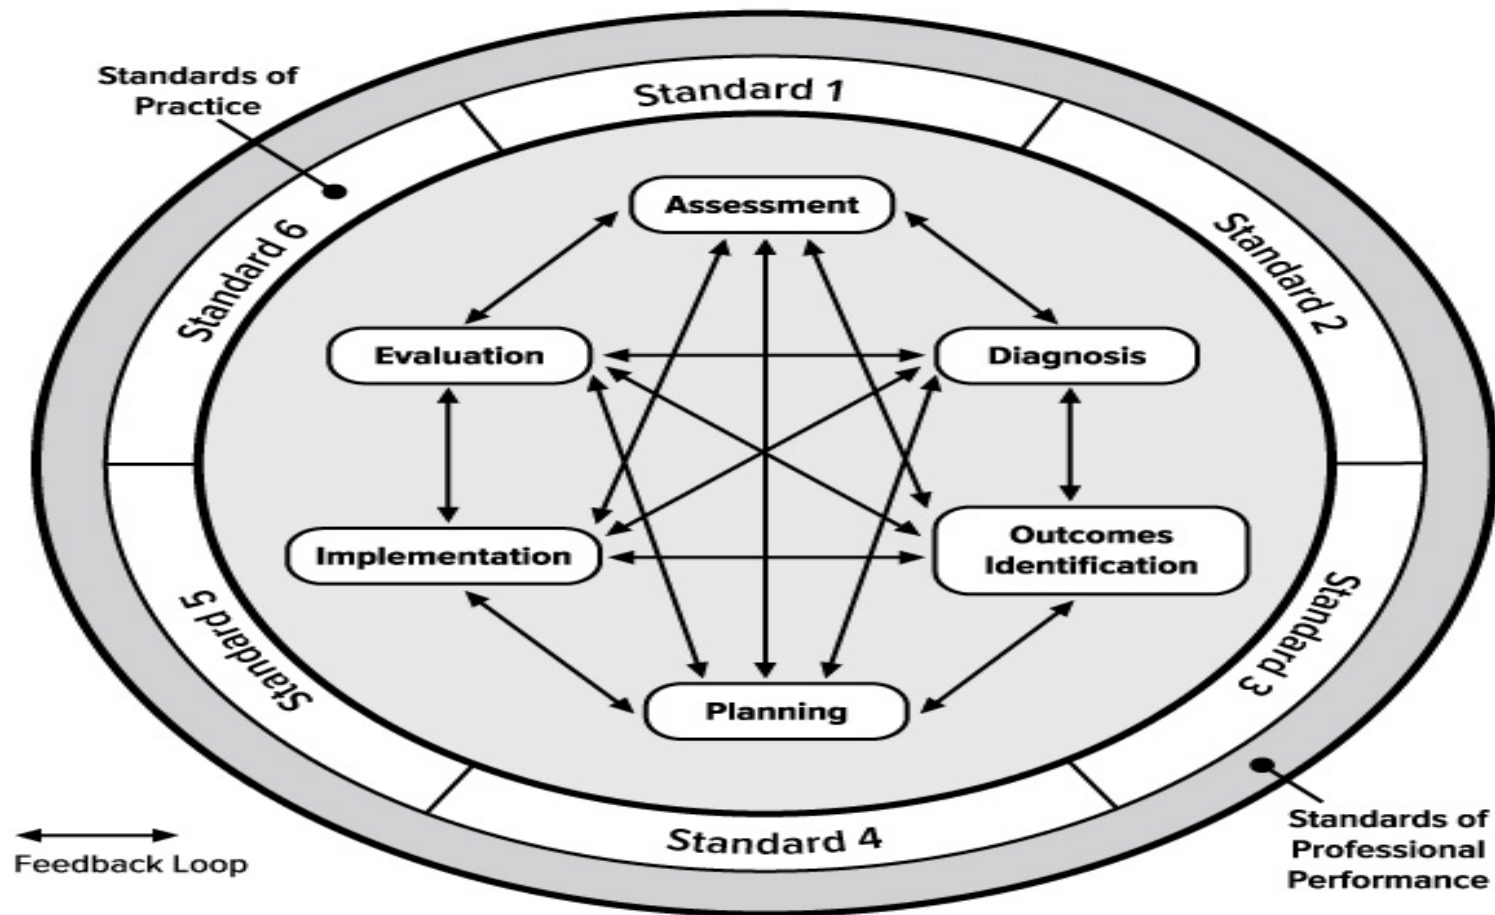 Standards of
Practice
Standard 1
Standard 2
Standard 3
Standard 4
Standard 5
Standard 6
Assessment
Evaluation
Diagnosis
Implementation
Outcomes
Identification
Planning
Feedback Loop
Standards of
Professional
Performance